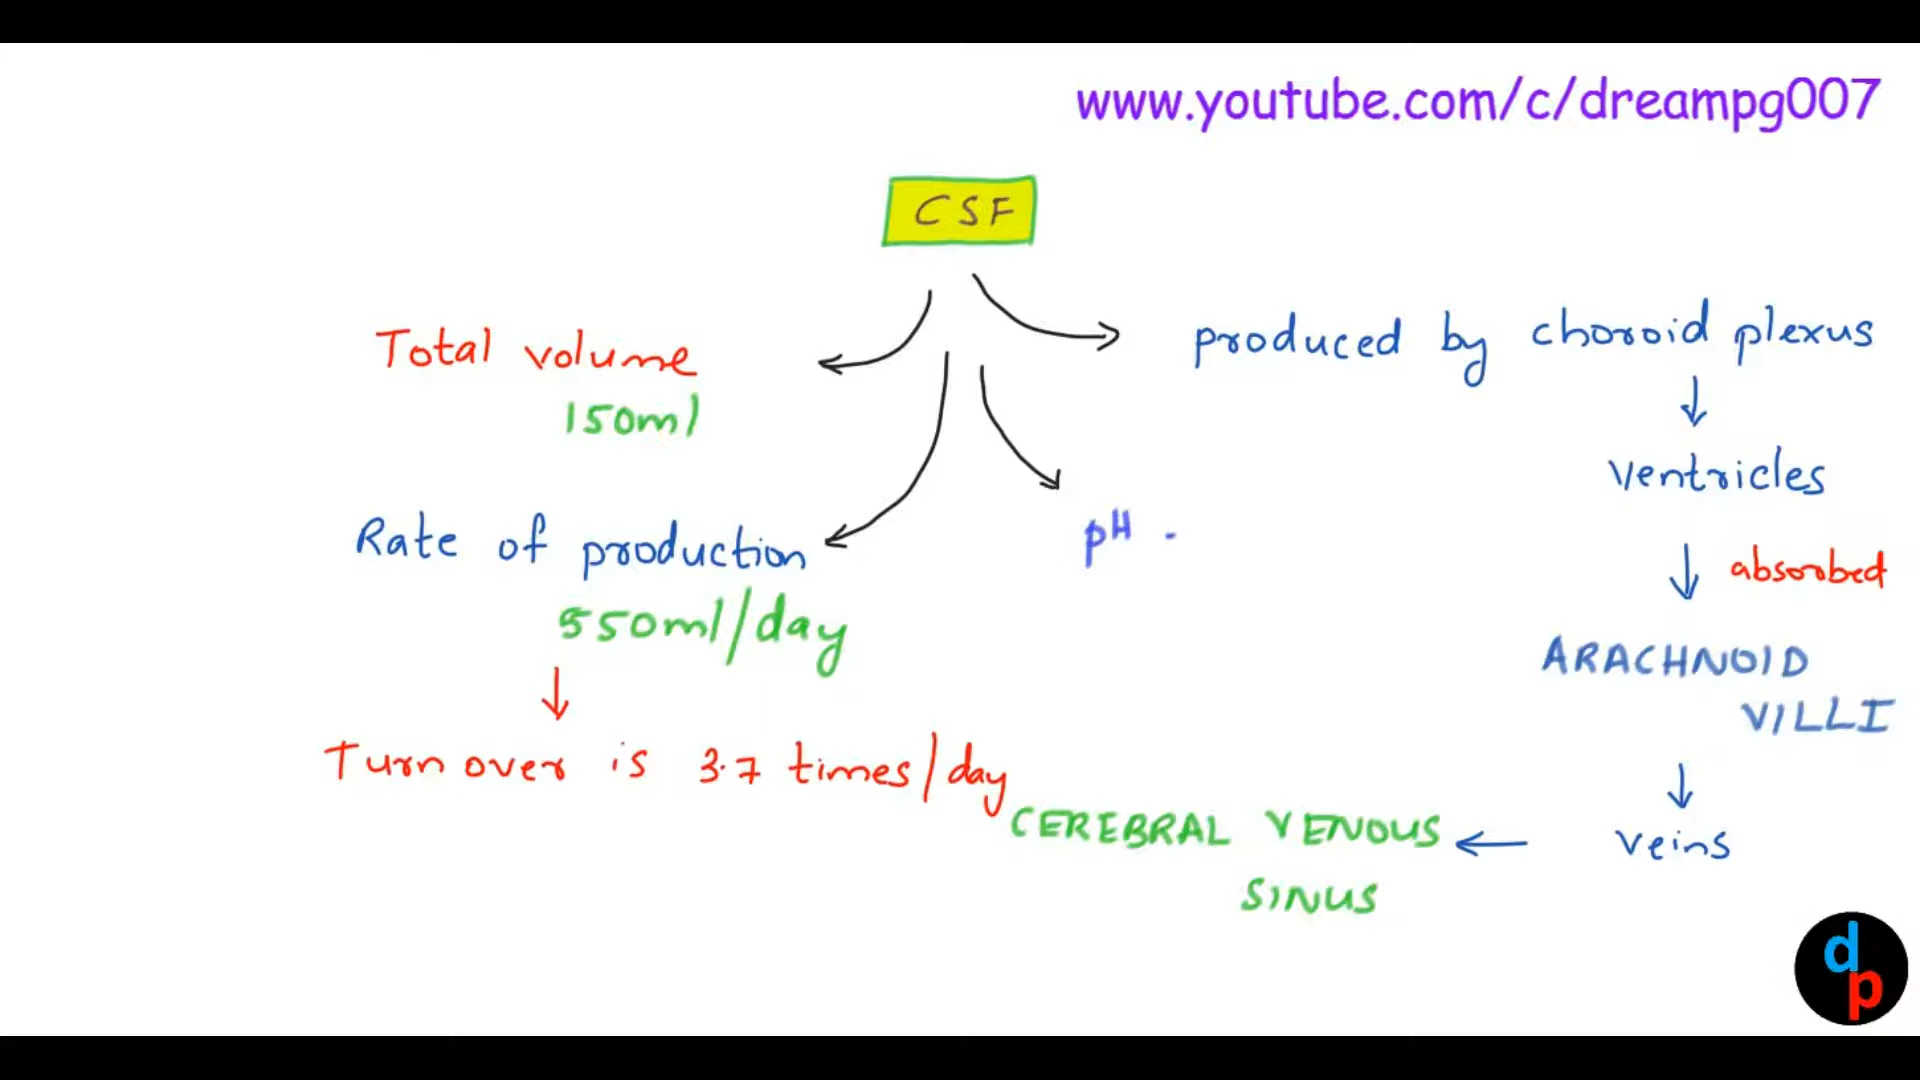 www.youtube.com/c/dreampg007
CSF
Total volume
150ml
Rate of production
550ml/day
Turn over is 3.7 times/day
pH -
produced by choroid plexus
ventricles
absorbed
ARACHNOID
VILLI
veins
CEREBRAL VENOUS
SINUS
dp